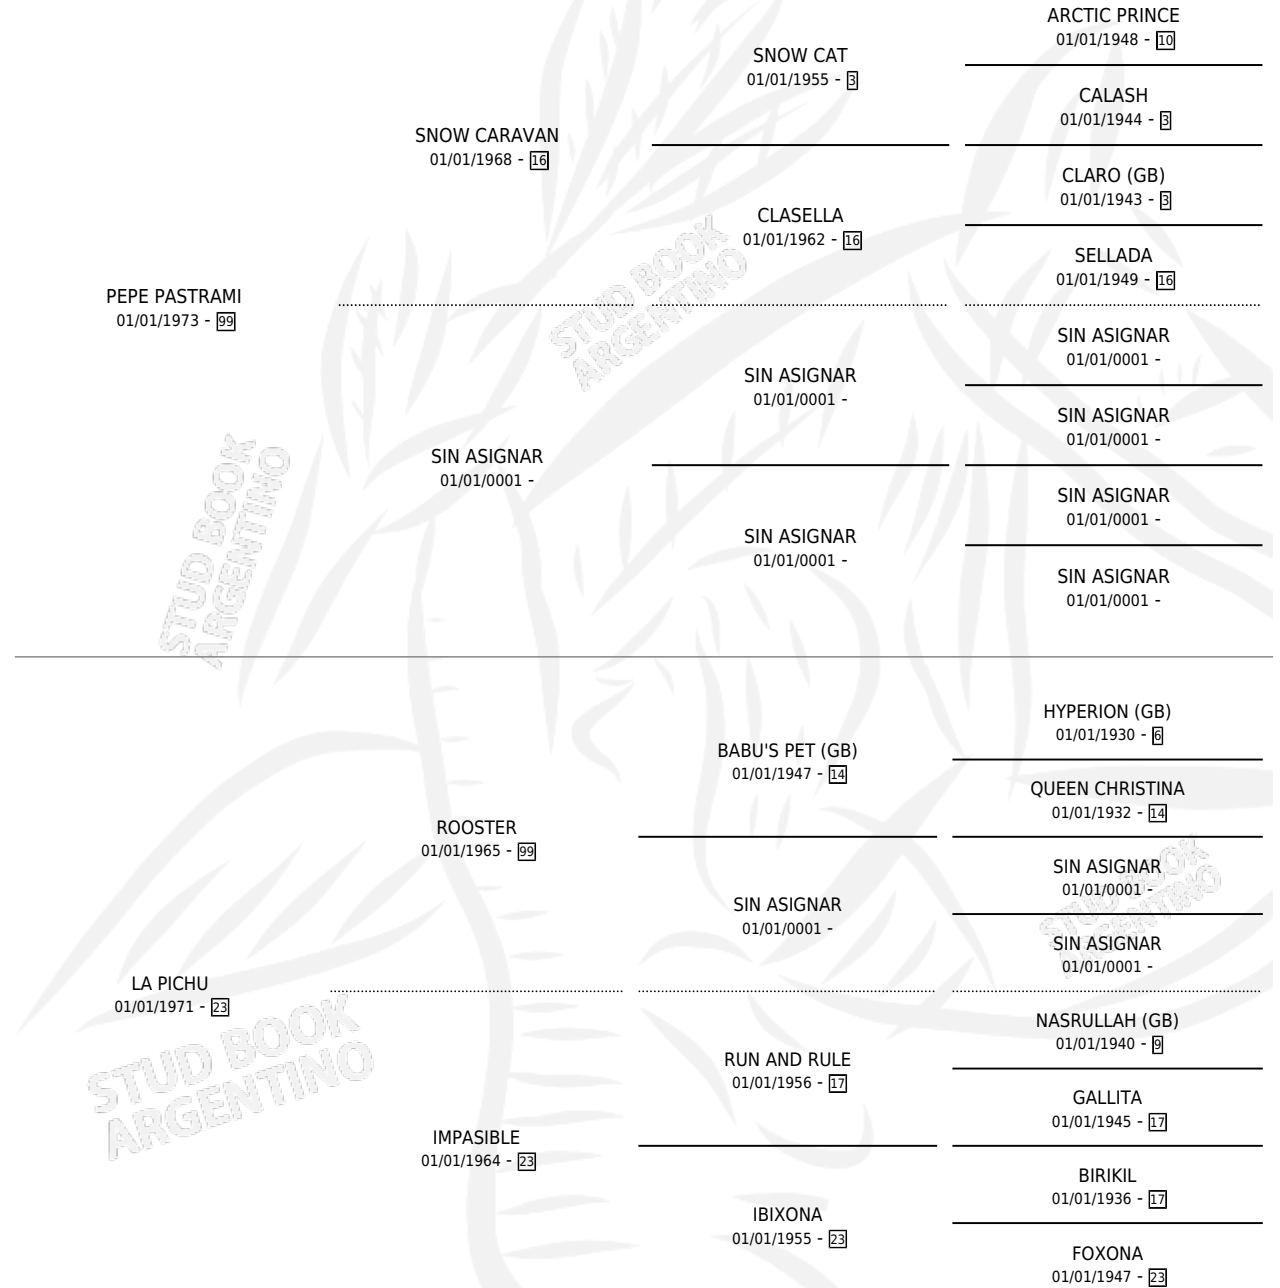 ARCTIC PRINCE
01/01/1948 - 10
SNOW CAT
01/01/1955 - 3
CALASH
01/01/1944 - 3
SNOW CARAVAN
01/01/1968 - 16
CLARO (GB)
01/01/1943 - 3
CLASELLA
01/01/1962 - 16
SELLADA
01/01/1949 - 16
PEPE PASTRAMI
01/01/1973 - 99
SIN ASIGNAR
01/01/0001 -
SIN ASIGNAR
01/01/0001 -
SIN ASIGNAR
01/01/0001 -
SIN ASIGNAR
01/01/0001 -
SIN ASIGNAR
01/01/0001 -
SIN ASIGNAR
01/01/0001 -
SIN ASIGNAR
01/01/0001 -
STUD BOOK
ARGENTINO
STUD BOOK
ARGENTINO
HYPERION (GB)
01/01/1930 - 6
BABU'S PET (GB)
01/01/1947 - 14
QUEEN CHRISTINA
01/01/1932 - 14
ROOSTER
01/01/1965 - 99
SIN ASIGNAR
01/01/0001 -
SIN ASIGNAR
01/01/0001 -
SIN ASIGNAR
01/01/0001 -
STUD BOOK
ARGENTINO
LA PICHU
01/01/1971 - 23
NASRULLAH (GB)
01/01/1940 - 9
RUN AND RULE
01/01/1956 - 17
GALLITA
01/01/1945 - 17
STUD BOOK
ARGENTINO
IMPASIBLE
01/01/1964 - 23
BIRIKIL
01/01/1936 - 17
IBIXONA
01/01/1955 - 23
FOXONA
01/01/1947 - 23